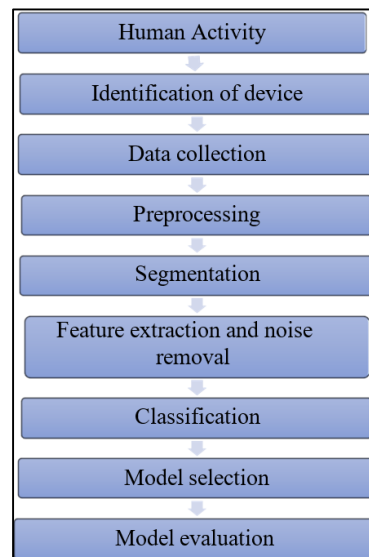 Human Activity
Identification of device
Data collection
Preprocessing
Segmentation
Feature extraction and noise
removal
Classification
Model selection
Model evaluation